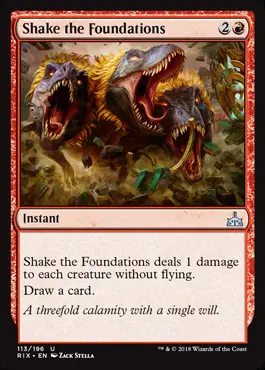 Shake the Foundations 2
Instant
Shake the Foundations deals 1 damage
to each creature without flying.
Draw a card.
A threefold calamity with a single will.
113/196 U
RIX • EN ZACK STELLA
™ & © 2018 Wizards of the Coast